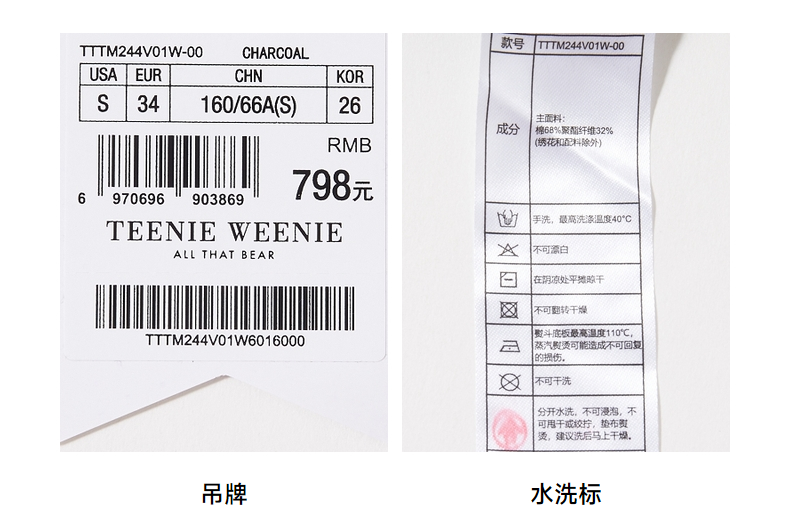 TTTM244V01W-00 CHARCOAL
USA EUR CHN KOR
S 34 160/66A(S) 26
RMB
798元
6 970696 903869
TEENIE WEENIE
ALL THAT BEAR
TTTM244V01W6016000
吊牌
款号 TTTM244V01W-00
成分
主面料:
棉68%聚酯纤维32%
(绣花和配料除外)
手洗，最高洗涤温度40°C
不可漂白
在阴凉处平摊晾干
不可翻转干燥
熨斗底板最高温度110℃，
蒸汽熨烫可能造成不可回复
的损伤。
不可干洗
分开水洗，不可浸泡，不
可甩干或绞拧，垫布熨
烫，建议洗后马上干燥。
水洗标